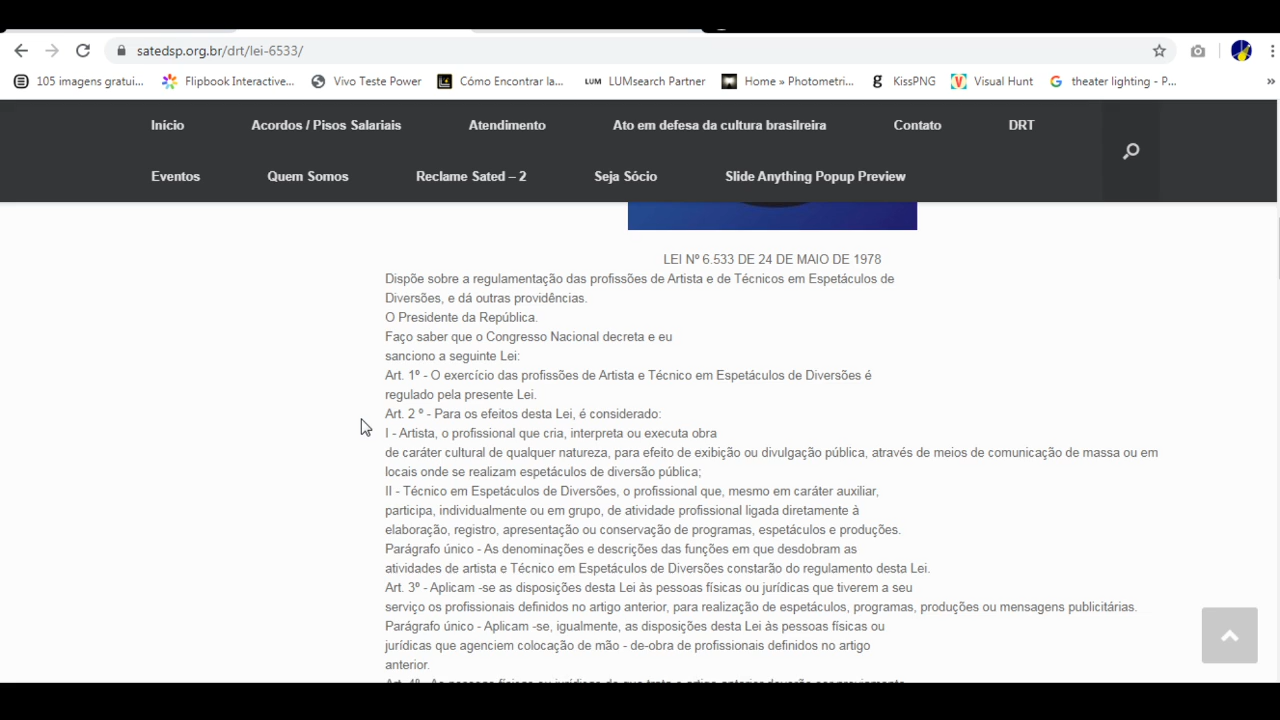 satedsp.org.br/drt/lei-6533/
105 imagens gratui... Flipbook Interactive... Vivo Teste Power Cómo Encontrar la... LUM LUMsearch Partner Home » Photometri... g KissPNG Visual Hunt G theater lighting - P... »
Início Acordos / Pisos Salariais Atendimento Ato em defesa da cultura brasilreira Contato DRT
Eventos Quem Somos Reclame Sated – 2 Seja Sócio Slide Anything Popup Preview
LEI Nº 6.533 DE 24 DE MAIO DE 1978
Dispõe sobre a regulamentação das profissões de Artista e de Técnicos em Espetáculos de
Diversões, e dá outras providências.
O Presidente da República.
Faço saber que o Congresso Nacional decreta e eu
sanciono a seguinte Lei:
Art. 1º - O exercício das profissões de Artista e Técnico em Espetáculos de Diversões é
regulado pela presente Lei.
Art. 2 º - Para os efeitos desta Lei, é considerado:
I - Artista, o profissional que cria, interpreta ou executa obra
de caráter cultural de qualquer natureza, para efeito de exibição ou divulgação pública, através de meios de comunicação de massa ou em
locais onde se realizam espetáculos de diversão pública;
II - Técnico em Espetáculos de Diversões, o profissional que, mesmo em caráter auxiliar,
participa, individualmente ou em grupo, de atividade profissional ligada diretamente à
elaboração, registro, apresentação ou conservação de programas, espetáculos e produções.
Parágrafo único - As denominações e descrições das funções em que desdobram as
atividades de artista e Técnico em Espetáculos de Diversões constarão do regulamento desta Lei.
Art. 3º - Aplicam -se as disposições desta Lei às pessoas físicas ou jurídicas que tiverem a seu
serviço os profissionais definidos no artigo anterior, para realização de espetáculos, programas, produções ou mensagens publicitárias.
Parágrafo único - Aplicam -se, igualmente, as disposições desta Lei às pessoas físicas ou
jurídicas que agenciem colocação de mão - de-obra de profissionais definidos no artigo
anterior.